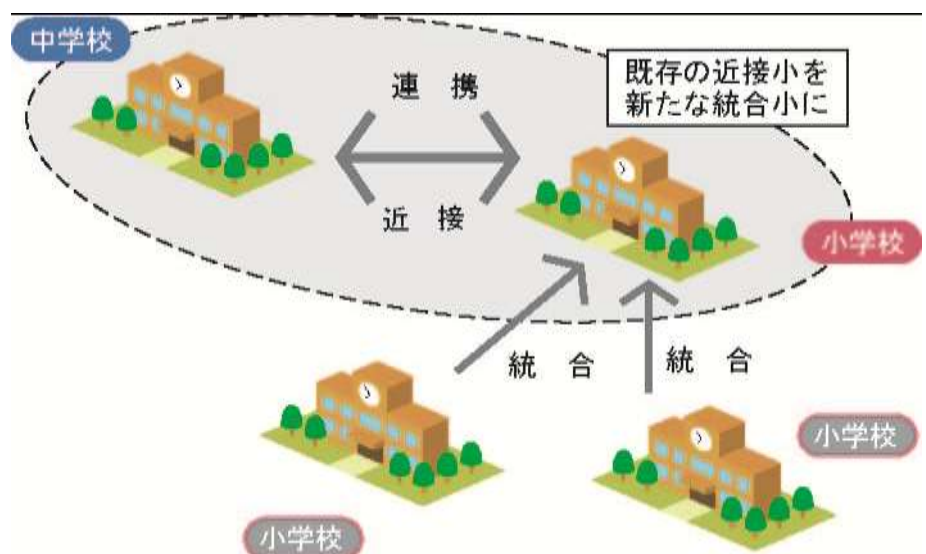 中学校
連 携
既存の近接小を
新たな統合小に
近 接
小学校
統 合
統 合
小学校
小学校